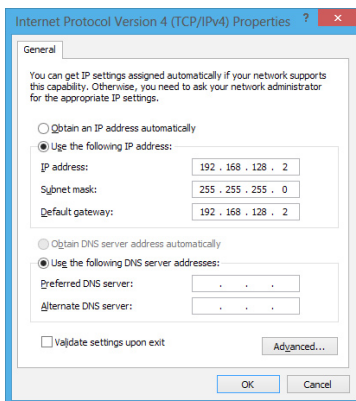 Internet Protocol Version 4 (TCP/IPv4) Properties ? ×
General
You can get IP settings assigned automatically if your network supports
this capability. Otherwise, you need to ask your network administrator
for the appropriate IP settings.
Obtain an IP address automatically
Use the following IP address:
IP address: 192 . 168 . 128 . 2
Subnet mask: 255 . 255 . 255 . 0
Default gateway: 192 . 168 . 128 . 2
Obtain DNS server address automatically
Use the following DNS server addresses:
Preferred DNS server: . . .
Alternate DNS server: . . .
Validate settings upon exit
Advanced...
OK Cancel